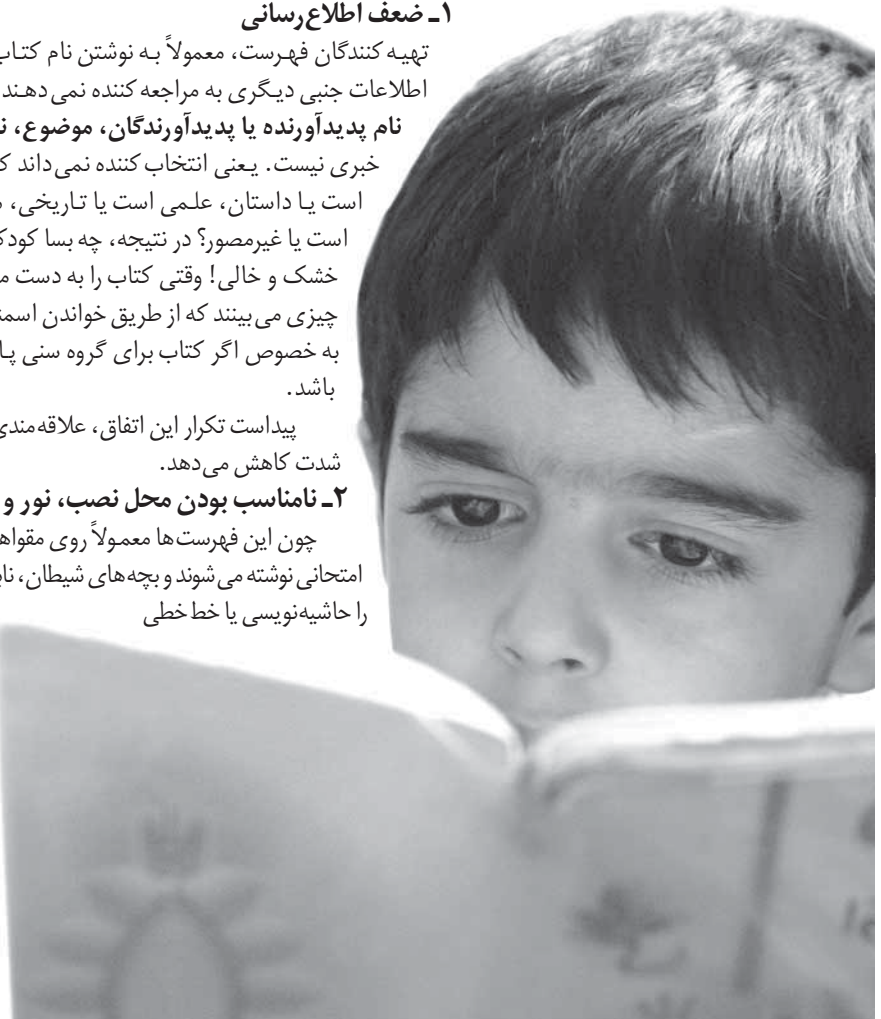 ۱ـ ضعف اطلاع‌رسانی
تهیه کنندگان فهرست، معمولاً به نوشتن نام کتاب
اطلاعات جنبی دیگری به مراجعه کننده نمی‌دهند
نام پدیدآورنده یا پدیدآورندگان، موضوع،
خبری نیست. یعنی انتخاب کننده نمی‌داند
است یا داستان، علمی است یا تاریخی،
است یا غیرمصور؟ در نتیجه، چه بسا
خشک و خالی! وقتی کتاب را به دست
چیزی می‌بینند که از طریق خواندن
به خصوص اگر کتاب برای گروه سنی
باشد.
پیداست تکرار این اتفاق، علاقه‌مندی
شدت کاهش می‌دهد.
۲ـ نامناسب بودن محل نصب، نور و
چون این فهرست‌ها معمولاً روی
امتحانی نوشته می‌شوند و بچه‌های شیطان،
را حاشیه‌نویسی یا خط‌خطی